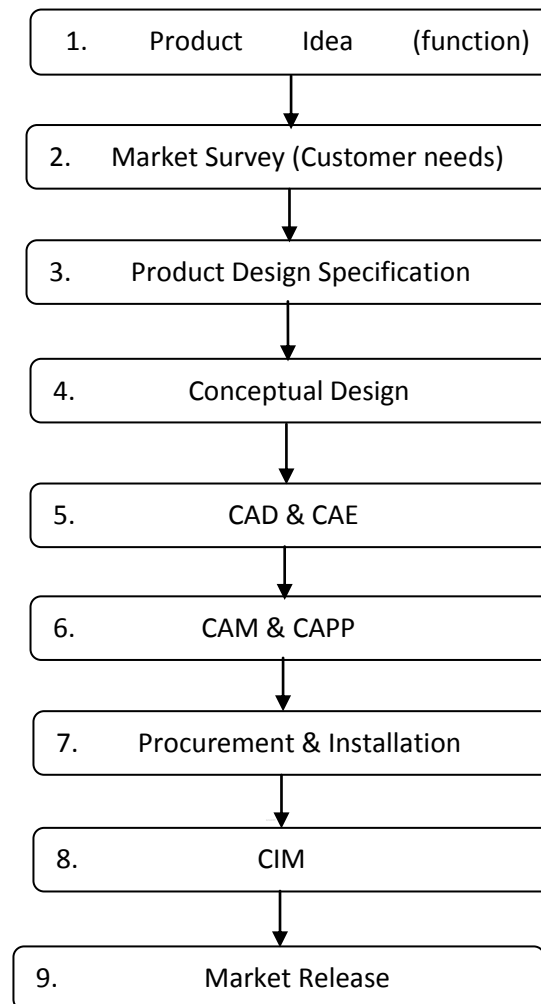 1. Product Idea (function)
2. Market Survey (Customer needs)
3. Product Design Specification
4. Conceptual Design
5. CAD & CAE
6. CAM & CAPP
7. Procurement & Installation
8. CIM
9. Market Release